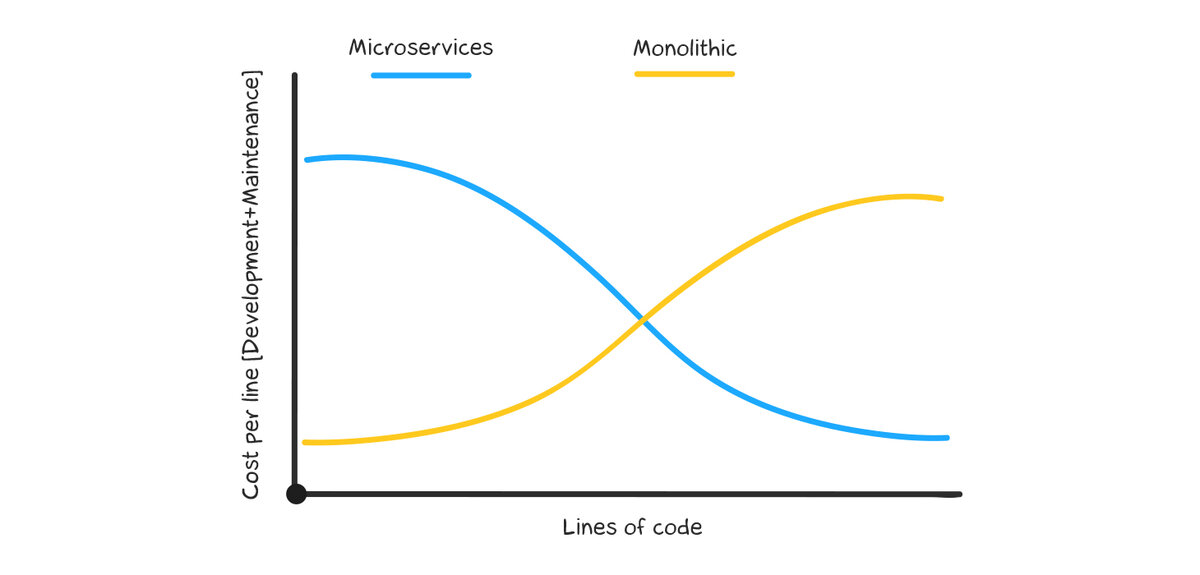 Microservices
Monolithic
Cost per line [Development+Maintenance]
Lines of code